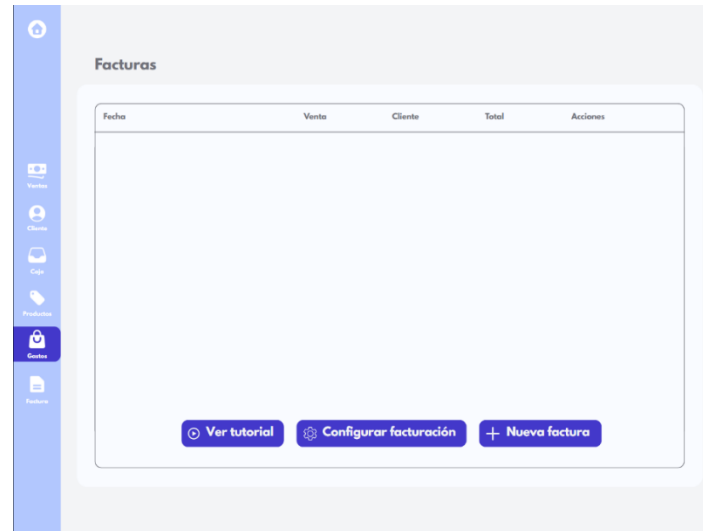 Facturas
Fecha Venta Cliente Total Acciones
Ventas
Cliente
Caja
Productos
Gastos
Factura
Ver tutorial Configurar facturación Nueva factura